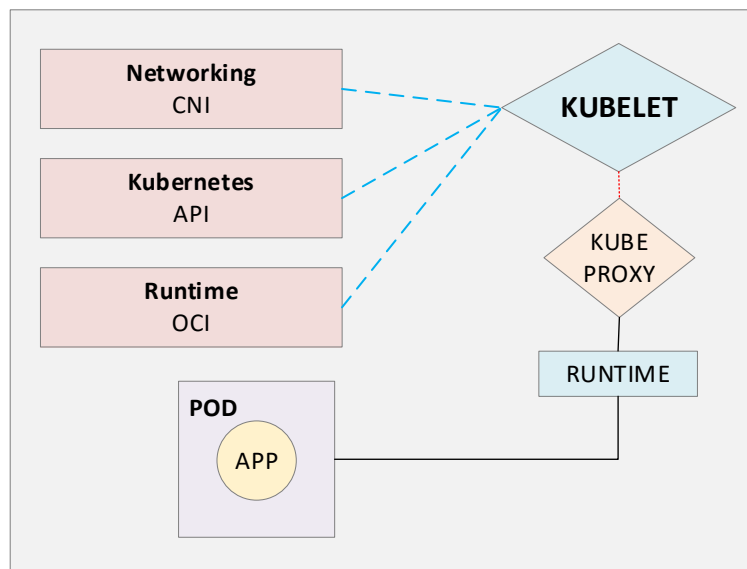 Networking
CNI
KUBELET
Kubernetes
API
KUBE
PROXY
Runtime
OCI
RUNTIME
POD
APP